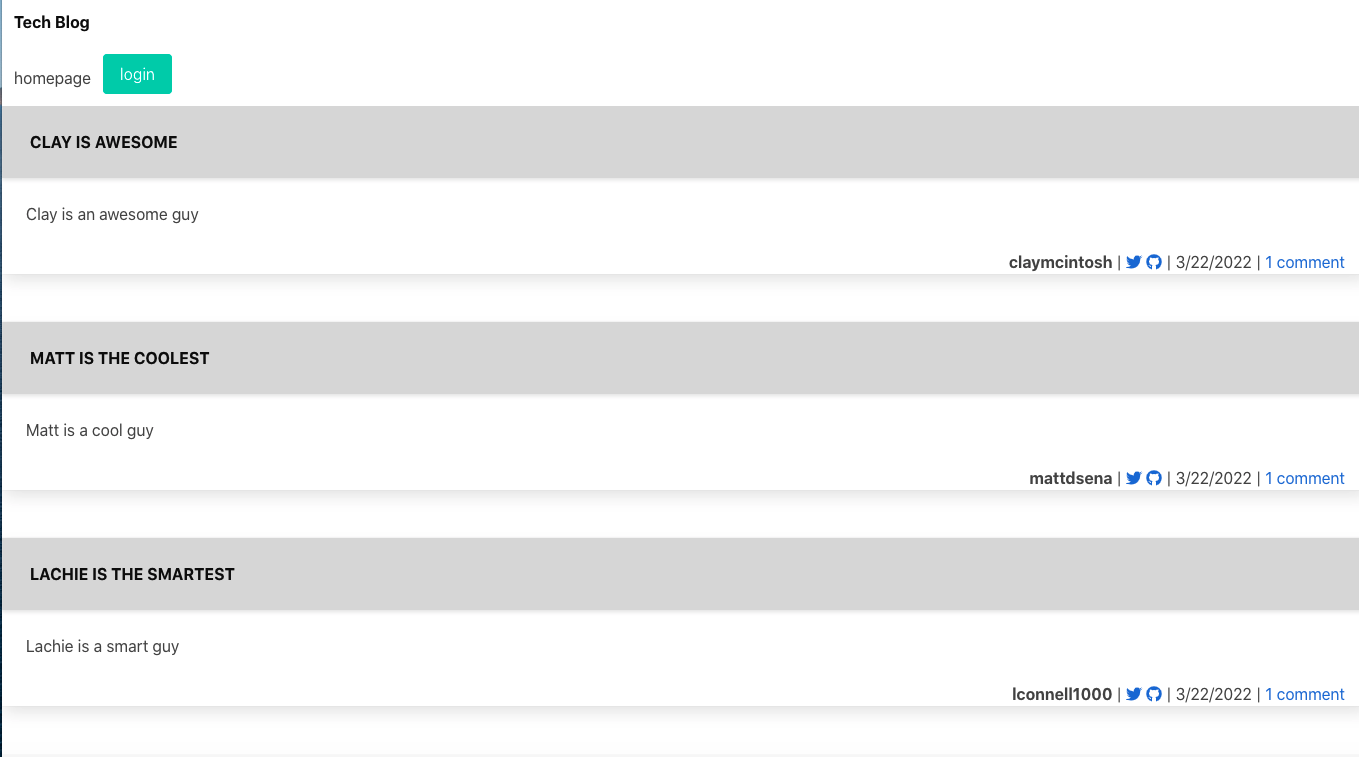 Tech Blog
homepage login
CLAY IS AWESOME
Clay is an awesome guy
claymcintosh | | 3/22/2022 | 1 comment
MATT IS THE COOLEST
Matt is a cool guy
mattdsena | | 3/22/2022 | 1 comment
LACHIE IS THE SMARTEST
Lachie is a smart guy
lconnell1000 | | 3/22/2022 | 1 comment